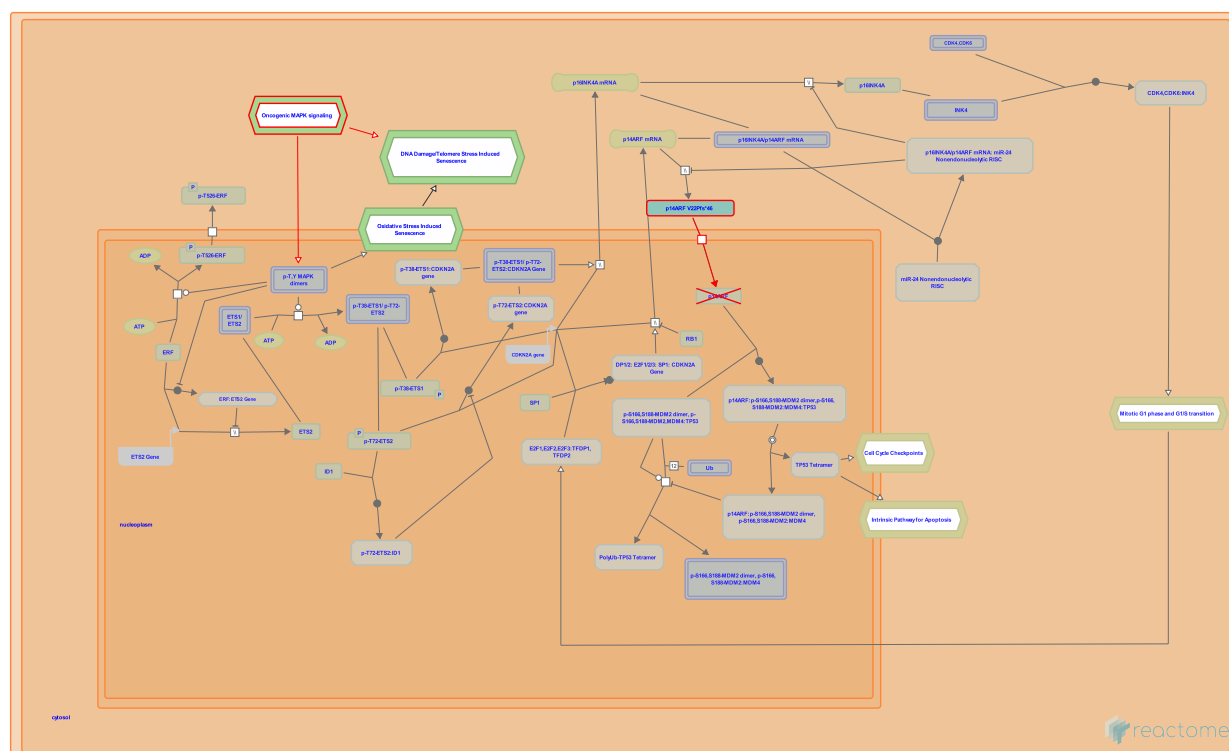 CDK4,CDK6
p16INK4A mRNA
p16INK4A
CDK4,CDK6:INK4
INK4
Oncogenic MAPK signaling
p14ARF mRNA
p16INK4A/p14ARF mRNA
DNA Damage/Telomere Stress Induced
Senescence
p16INK4A/p14ARF mRNA: miR-24
Nonendonucleolytic RISC
P
p-T526-ERF
p14ARF V22Pfs*46
Oxidative Stress Induced
Senescence
P
p-T526-ERF
ADP
p-T,Y MAPK
dimers
p-T38-ETS1:CDKN2A
gene
p-T38-ETS1/ p-T72-
ETS2:CDKN2A Gene
miR-24 Nonendonucleolytic
RISC
p14ARF
p-T38-ETS1/ p-T72-
ETS2
p-T72-ETS2:CDKN2A
gene
ETS1/
ETS2
ATP
ATP
ADP
RB1
ERF
CDKN2A gene
DP1/2: E2F1/2/3: SP1: CDKN2A
Gene
p-T38-ETS1
P
ERF:ETS2 Gene
SP1
p14ARF: p-S166,S188-MDM2 dimer,p-S166,
S188-MDM2:MDM4:TP53
p-S166,S188-MDM2 dimer, p-
S166,S188-MDM2,MDM4:TP53
Mitotic G1 phase and G1/S transition
P
ETS2
p-T72-ETS2
ETS2 Gene
E2F1,E2F2,E2F3:TFDP1,
TFDP2
Cell Cycle Checkpoints
ID1
12
Ub
TP53 Tetramer
nucleoplasm
p14ARF: p-S166,S188-MDM2 dimer,
p-S166,S188-MDM2:MDM4
Intrinsic Pathway for Apoptosis
p-T72-ETS2:ID1
PolyUb-TP53 Tetramer
p-S166,S188-MDM2 dimer, p-S166,
S188-MDM2:MDM4
cytosol
reactome